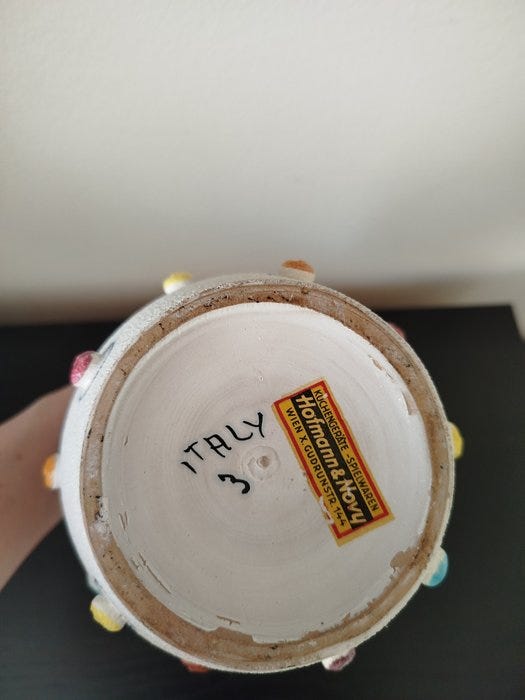 ITALY
3
KÜCHENGERÄTE - SPIELWAREN
Hofmann & Novy
WIEN X. GUDRUNSTR. 144